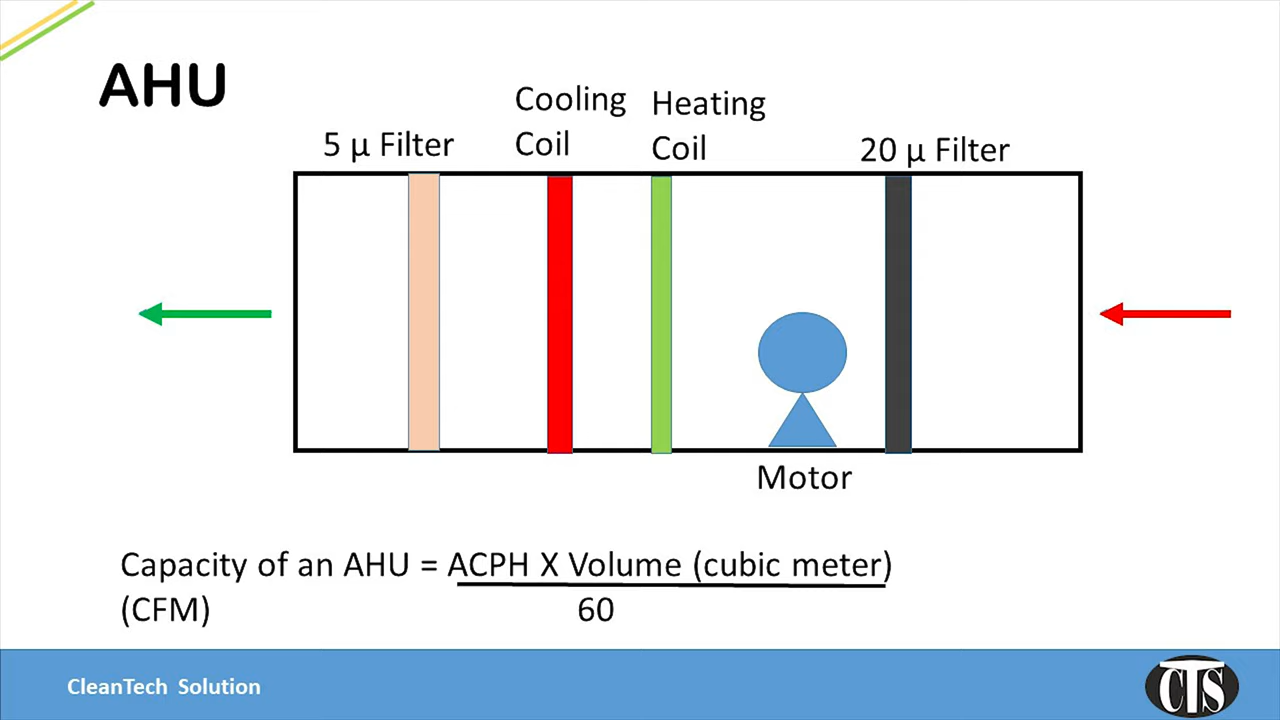 AHU
Cooling
Coil
Heating
Coil
5 µ Filter
20 µ Filter
Motor
Capacity of an AHU = ACPH X Volume (cubic meter)
(CFM) 60
CleanTech Solution
CTS